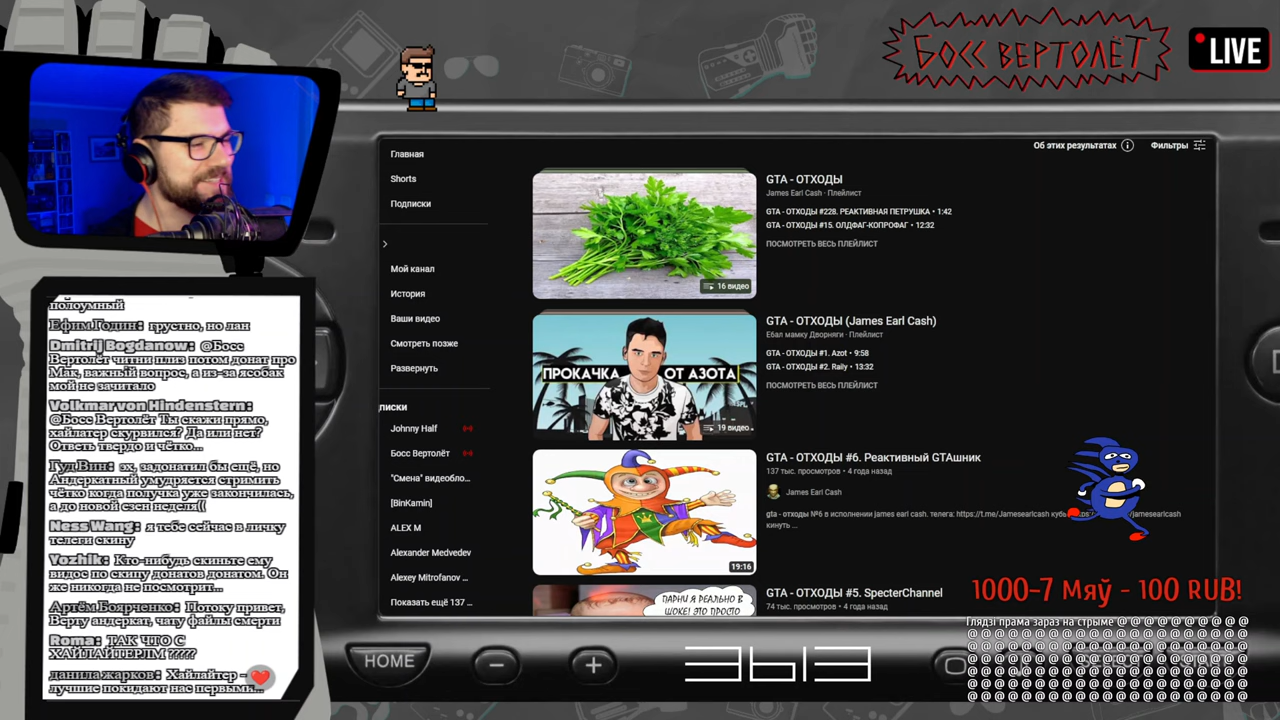 БОСС ВЕРТОЛЁТ
LIVE
Об этих результатах
Фильтры
Главная
Shorts
Подписки
Мой канал
История
Ваши видео
Смотреть позже
Развернуть
писки
Johnny Half
Босс Вертолёт
"Смена" видеобло...
[BinKamin]
ALEX M
Alexander Medvedev
Alexey Mitrofanov ...
Показать ещё 137 ...
16 видео
GTA - ОТХОДЫ
James Earl Cash · Плейлист
GTA - ОТХОДЫ #228. РЕАКТИВНАЯ ПЕТРУШКА • 1:42
GTA - ОТХОДЫ #15. ОЛДФАГ-КОПРОФАГ • 12:32
ПОСМОТРЕТЬ ВЕСЬ ПЛЕЙЛИСТ
ПРОКАЧКА ОТ АЗОТА
19 видео
GTA - ОТХОДЫ (James Earl Cash)
Ебал мамку Дворняги · Плейлист
GTA - ОТХОДЫ #1. Azot • 9:58
GTA - ОТХОДЫ #2. Raily • 13:32
ПОСМОТРЕТЬ ВЕСЬ ПЛЕЙЛИСТ
19:16
GTA - ОТХОДЫ #6. Реактивный GTAшник
137 тыс. просмотров • 4 года назад
James Earl Cash
gta - отходы №6 в исполнении james earl cash. телега: https://t.me/Jamesearlcash
jamesearlcash
кинуть ...
ПАРНИ Я РЕАЛЬНО В
ШОКЕ! ЭТО ПРОСТО
GTA - ОТХОДЫ #5. SpecterChannel
74 тыс. просмотров • 4 года назад
полоумный
Ефим Годин: грустно, но лан
Dmitrij Bogdanow: @Босс
Вертолёт читни плиз потом донат про
Мак, важный вопрос, а из-за ясобак
мой не зачитало
Volkmar von Hindenstern:
@Босс Вертолёт Ты скажи прямо,
хайлатер скурвился? Да или нет?
Ответь твердо и чётко...
Гуд Вин: эх, задонатил бы ещё, но
Андеркатный умудряется стримить
чётко когда получка уже закончилась,
а до новой езен неделя((
Ness Wang: я тебе сейчас в личку
телеги скину
Yozhik: Кто-нибудь скиньте ему
видос по скипу донатов донатом. Он
же никогда не посмотрит...
Артём Боярченко: Потоку привет,
Верту андеркат, чату файлы смерти
Roma: ТАК ЧТО С
ХАЙЛАЙТЕРЛМ ?????
данила жарков: Хайлайтер -
лучшие покидают нас первыми...
HOME
1000-7 Мяў - 100 RUB!
Глядзі прама зараз на стрыме @ @ @ @ @ @ @ @ @ @ @
@ @ @ @ @ @ @ @ @ @ @ @ @ @ @ @ @ @ @ @ @ @ @
@ @ @ @ @ @ @ @ @ @ @ @ @ @ @ @ @ @ @ @ @ @ @
@ @ @ @ @ @ @ @ @ @ @ @ @ @ @ @ @ @ @ @ @ @ @
@ @ @ @ @ @ @ @ @ @ @ @ @ @ @ @ @ @ @ @ @ @ @
@ @ @ @ @ @ @ @ @ @ @ @ @ @ @ @ @ @ @ @ @ @ @
@ @ @ @ @ @ @ @ @ @ @ @ @ @ @ @ @ @ @ @ @ @ @